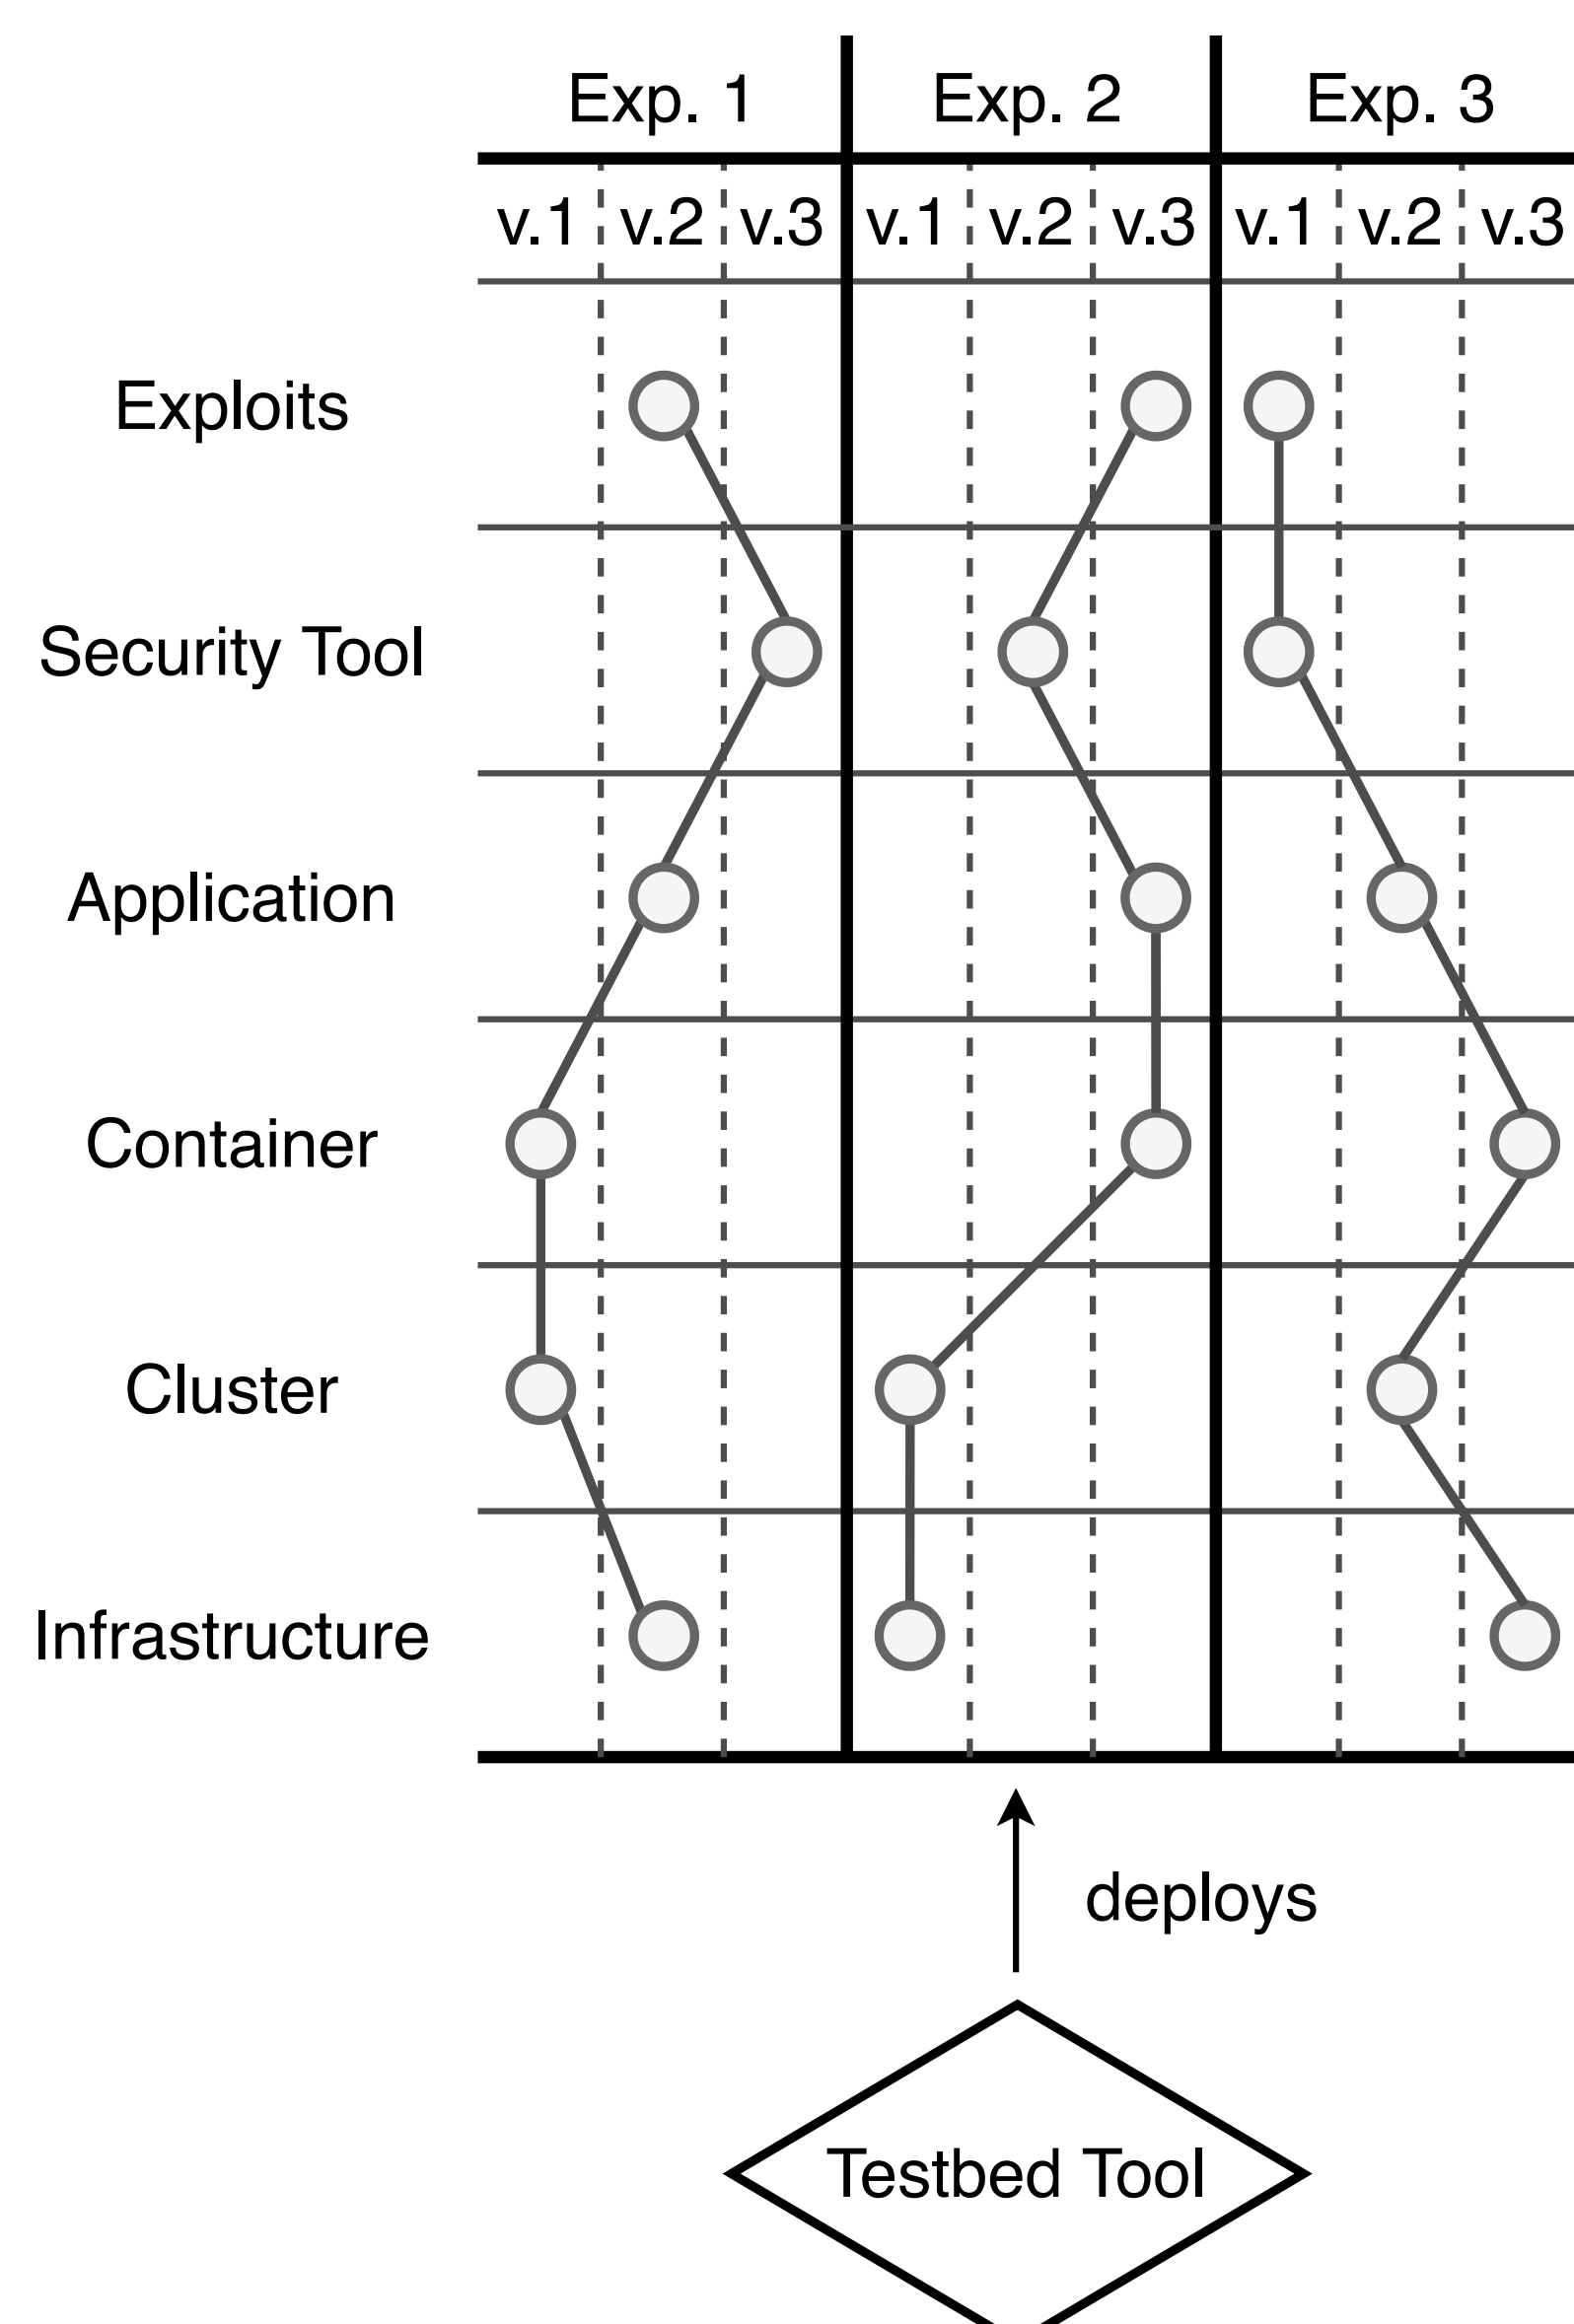 Exp. 1 Exp. 2 Exp. 3
v.1 v.2 v.3 v.1 v.2 v.3 v.1 v.2 v.3
Exploits
Security Tool
Application
Container
Cluster
Infrastructure
deploys
Testbed Tool